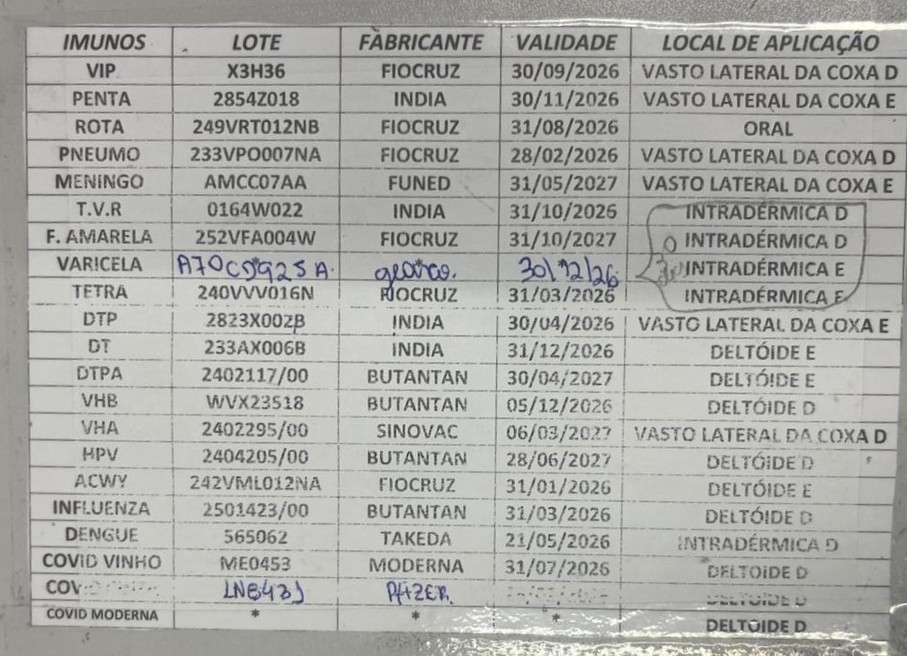 IMUNOS LOTE FABRICANTE VALIDADE LOCAL DE APLICAÇÃO
VIP X3H36 FIOCRUZ 30/09/2026 VASTO LATERAL DA COXA D
PENTA 2854Z018 INDIA 30/11/2026 VASTO LATERAL DA COXA E
ROTA 249VRT012NB FIOCRUZ 31/08/2026 ORAL
PNEUMO 233VPO007NA FIOCRUZ 28/02/2026 VASTO LATERAL DA COXA D
MENINGO AMCC07AA FUNED 31/05/2027 VASTO LATERAL DA COXA E
T.V.R 0164W022 INDIA 31/10/2026 INTRADÉRMICA D
F. AMARELA 252VFA004W FIOCRUZ 31/10/2027 INTRADÉRMICA D
VARICELA 30/12/26 INTRADÉRMICA E
TETRA 240VVV016N FIOCRUZ 31/03/2026 INTRADÉRMICA E
DTP 2823X002B INDIA 30/04/2026 VASTO LATERAL DA COXA E
DT 233AX006B INDIA 31/12/2026 DELTÓIDE E
DTPA 2402117/00 BUTANTAN 30/04/2027 DELTÓIDE E
VHB WVX23518 BUTANTAN 05/12/2026 DELTÓIDE D
VHA 2402295/00 SINOVAC 06/03/2027 VASTO LATERAL DA COXA D
HPV 2404205/00 BUTANTAN 28/06/2027 DELTÓIDE D
ACWY 242VML012NA FIOCRUZ 31/01/2026 DELTÓIDE E
INFLUENZA 2501423/00 BUTANTAN 31/03/2026 DELTÓIDE D
DENGUE 565062 TAKEDA 21/05/2026 INTRADÉRMICA D
COVID VINHO ME0453 MODERNA 31/07/2026 DELTOIDE D
PFIZER DELTOIDE D
COVID MODERNA * * * DELTOIDE D